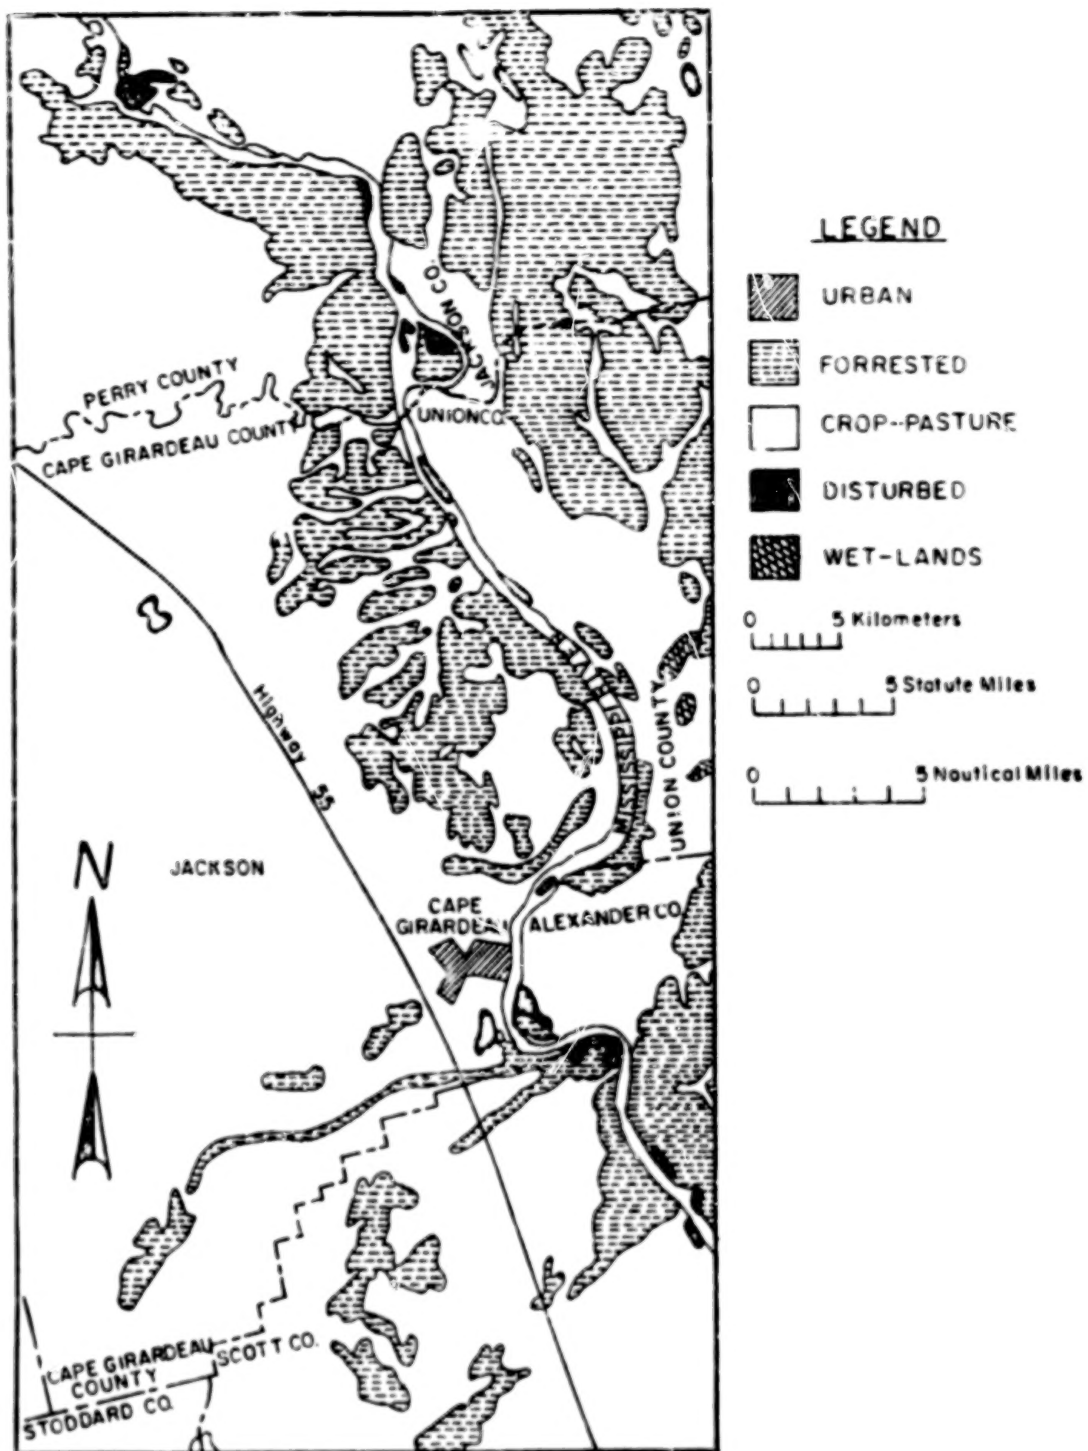 JACKSON CO.
JACKSON CO.
PERRY COUNTY
CAPE GIRARDEAU COUNTY
UNION CO.
MISSISSIPPI RIVER
UNION COUNTY
Highway 55
N
JACKSON
CAPE
GIRARDEAU
ALEXANDER CO.
CAPE GIRARDEAU
COUNTY
SCOTT CO.
STODDARD CO.
LEGEND
URBAN
FORRESTED
CROP--PASTURE
DISTURBED
WET-LANDS
0 5 Kilometers
0 5 Statute Miles
0 5 Nautical Miles